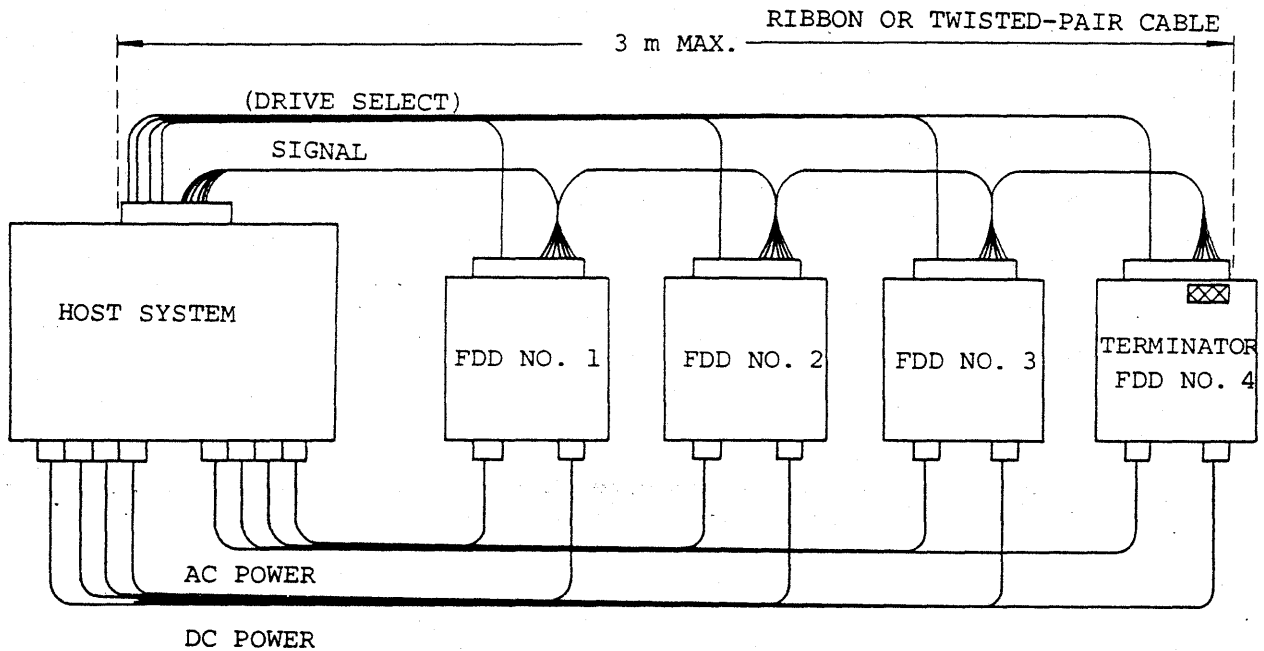 RIBBON OR TWISTED-PAIR CABLE
3 m MAX.
(DRIVE SELECT)
SIGNAL
HOST SYSTEM
FDD NO. 1
FDD NO. 2
FDD NO. 3
TERMINATOR
FDD NO. 4
AC POWER
DC POWER